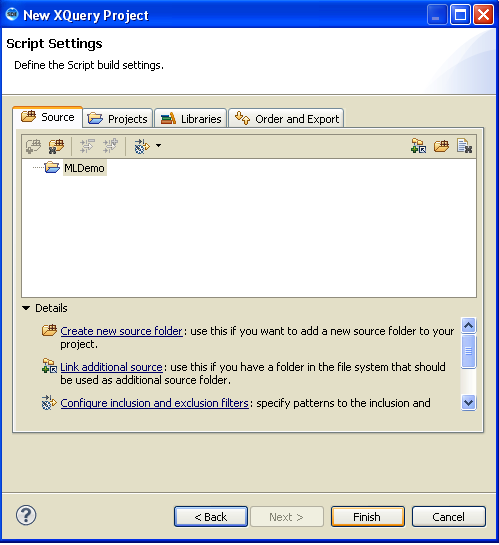 New XQuery Project
Script Settings
Define the Script build settings.
Source Projects Libraries Order and Export
MLDemo
Details
Create new source folder: use this if you want to add a new source folder to your
project.
Link additional source: use this if you have a folder in the file system that should
be used as additional source folder.
Configure inclusion and exclusion filters: specify patterns to the inclusion and
? < Back Next > Finish Cancel